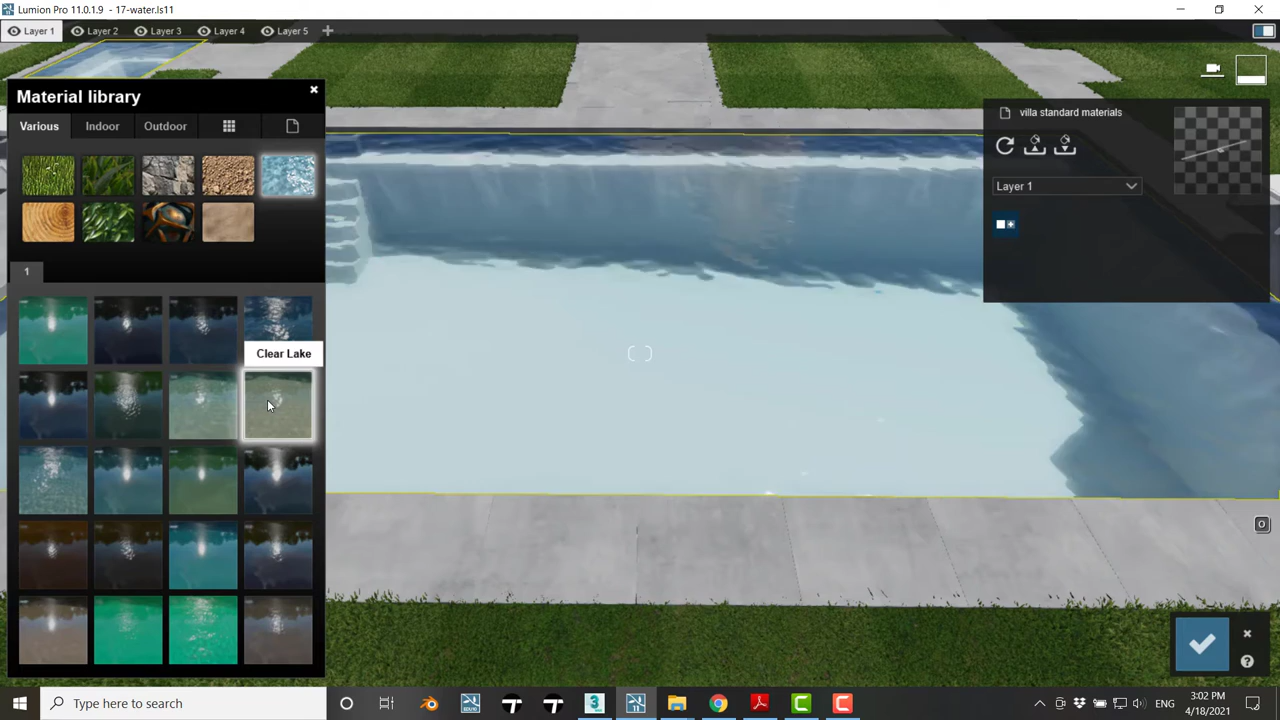 Lumion Pro 11.0.1.9 - 17-water.ls11
Layer 1
Layer 2
Layer 3
Layer 4
Layer 5
Material library
Various
Indoor
Outdoor
1
Clear Lake
villa standard materials
Layer 1
O
Type here to search
ENG
3:02 PM
4/18/2021